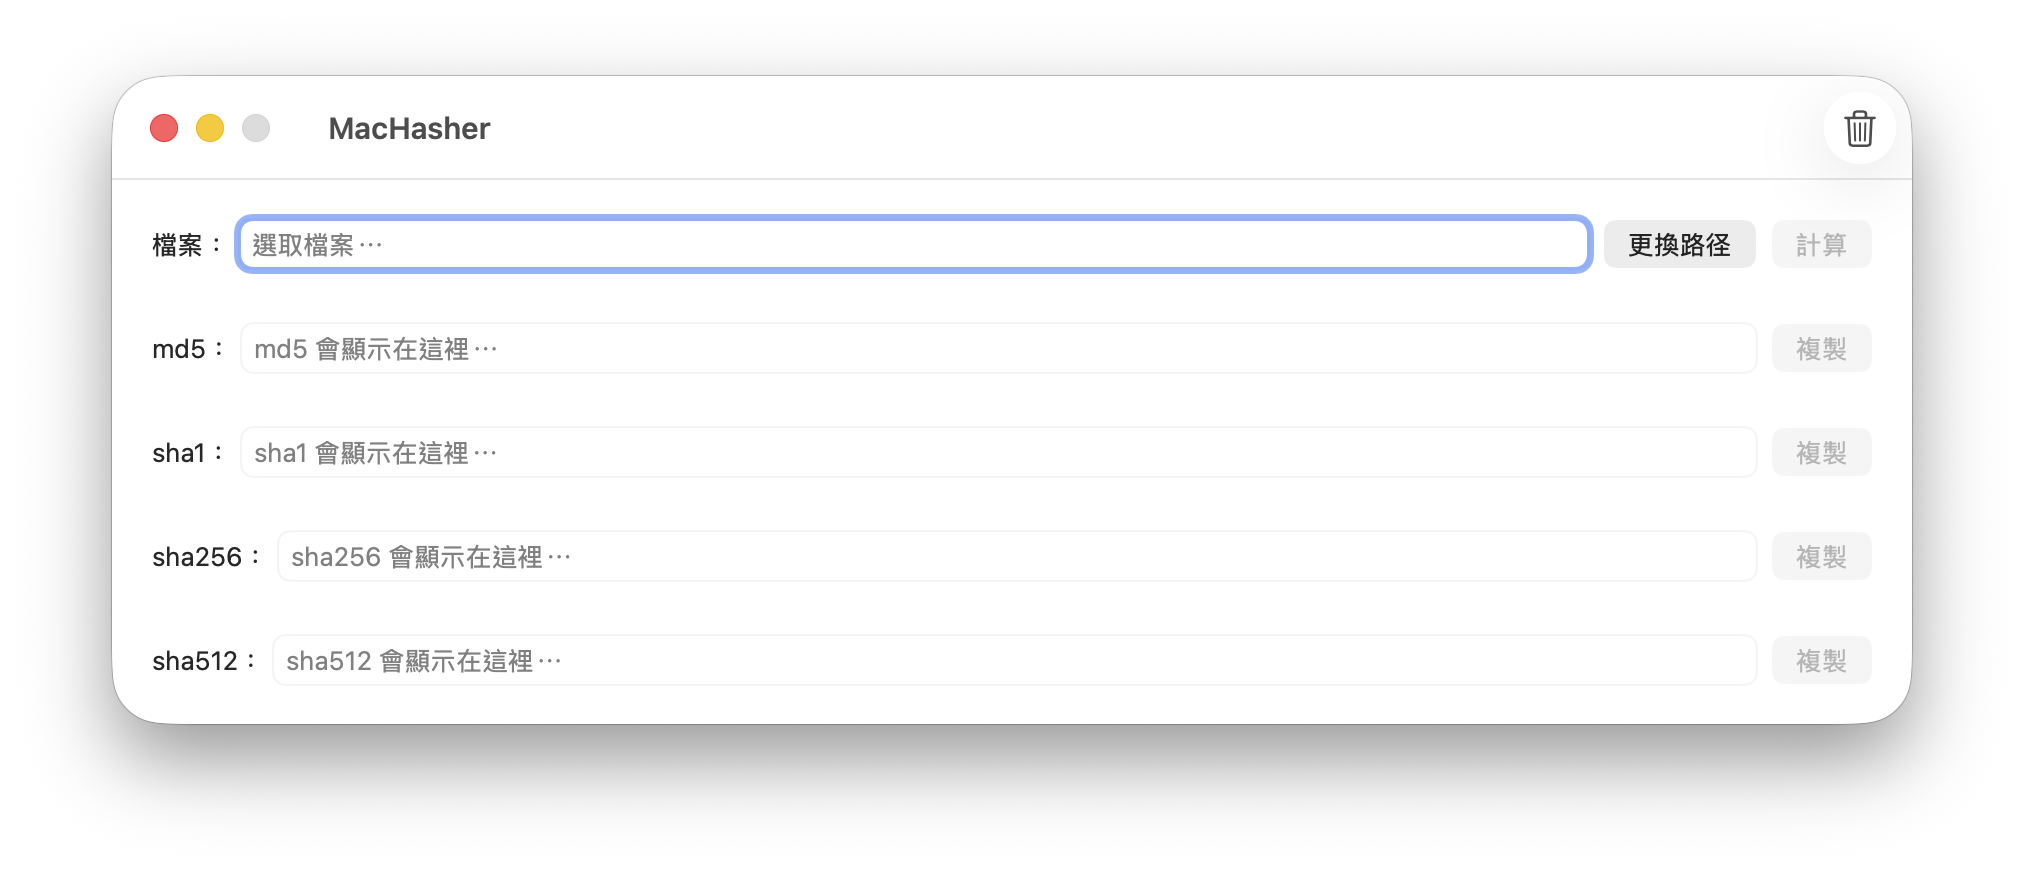 MacHasher
檔案： 選取檔案⋯ 更換路径 計算
md5： md5 會顯示在這裡⋯ 複製
sha1： sha1 會顯示在這裡⋯ 複製
sha256： sha256 會顯示在這裡⋯ 複製
sha512： sha512 會顯示在這裡⋯ 複製